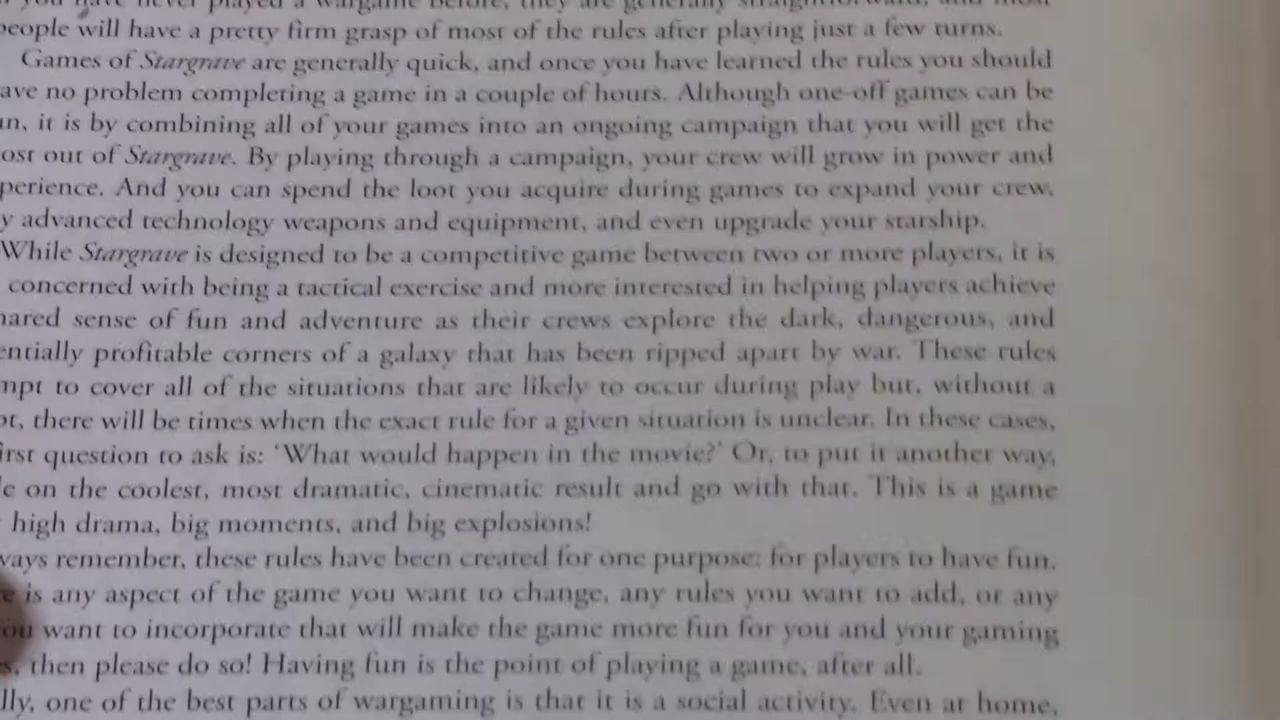 you have never played a wargame before, they are generally straightforward, and most
people will have a pretty firm grasp of most of the rules after playing just a few turns.
Games of Stargrave are generally quick, and once you have learned the rules you should
ave no problem completing a game in a couple of hours. Although one-off games can be
un, it is by combining all of your games into an ongoing campaign that you will get the
ost out of Stargrave. By playing through a campaign, your crew will grow in power and
perience. And you can spend the loot you acquire during games to expand your crew,
y advanced technology weapons and equipment, and even upgrade your starship.
While Stargrave is designed to be a competitive game between two or more players, it is
concerned with being a tactical exercise and more interested in helping players achieve
hared sense of fun and adventure as their crews explore the dark, dangerous, and
entially profitable corners of a galaxy that has been ripped apart by war. These rules
mpt to cover all of the situations that are likely to occur during play but, without a
ot, there will be times when the exact rule for a given situation is unclear. In these cases,
irst question to ask is: ‘What would happen in the movie?’ Or, to put it another way,
e on the coolest, most dramatic, cinematic result and go with that. This is a game
high drama, big moments, and big explosions!
ways remember, these rules have been created for one purpose: for players to have fun.
e is any aspect of the game you want to change, any rules you want to add, or any
ou want to incorporate that will make the game more fun for you and your gaming
s, then please do so! Having fun is the point of playing a game, after all.
lly, one of the best parts of wargaming is that it is a social activity. Even at home,